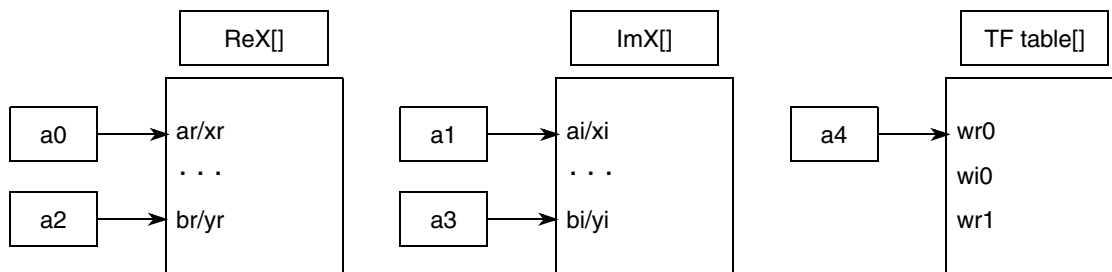 ReX[] ImX[] TF table[]
a0 ar/xr a1 ai/xi a4 wr0
. . . . . . wi0
a2 br/yr a3 bi/yi wr1